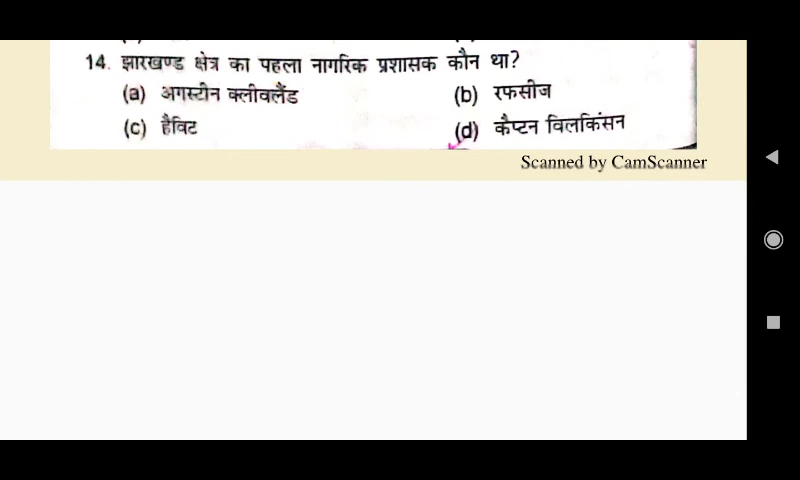 14. झारखण्ड क्षेत्र का पहला नागरिक प्रशासक कौन था?
(a) अगस्टीन क्लीवलैंड (b) रफसीज
(c) हैविट (d) कैप्टन विलकिंसन
Scanned by CamScanner